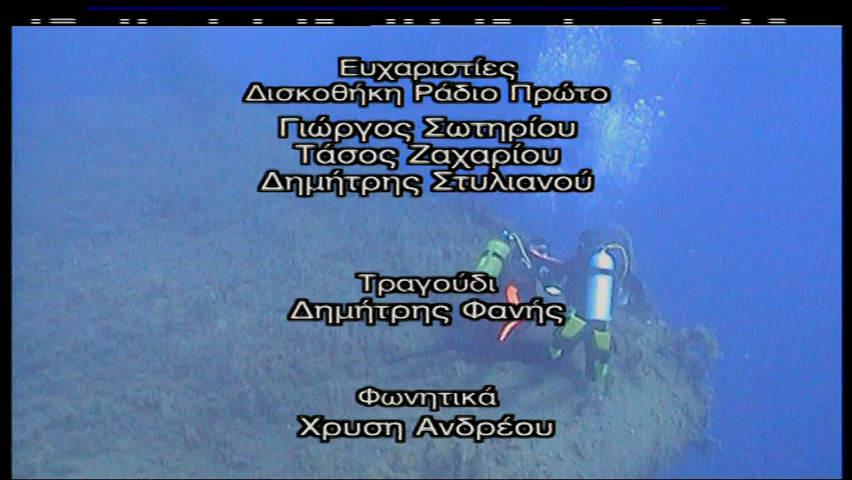 Ευχαριστίες
Δισκοθήκη Ράδιο Πρώτο
Γιώργος Σωτηρίου
Τάσος Ζαχαρίου
Δημήτρης Στυλιανού
Τραγούδι
Δημήτρης Φανής
Φωνητικά
Χρυση Ανδρέου